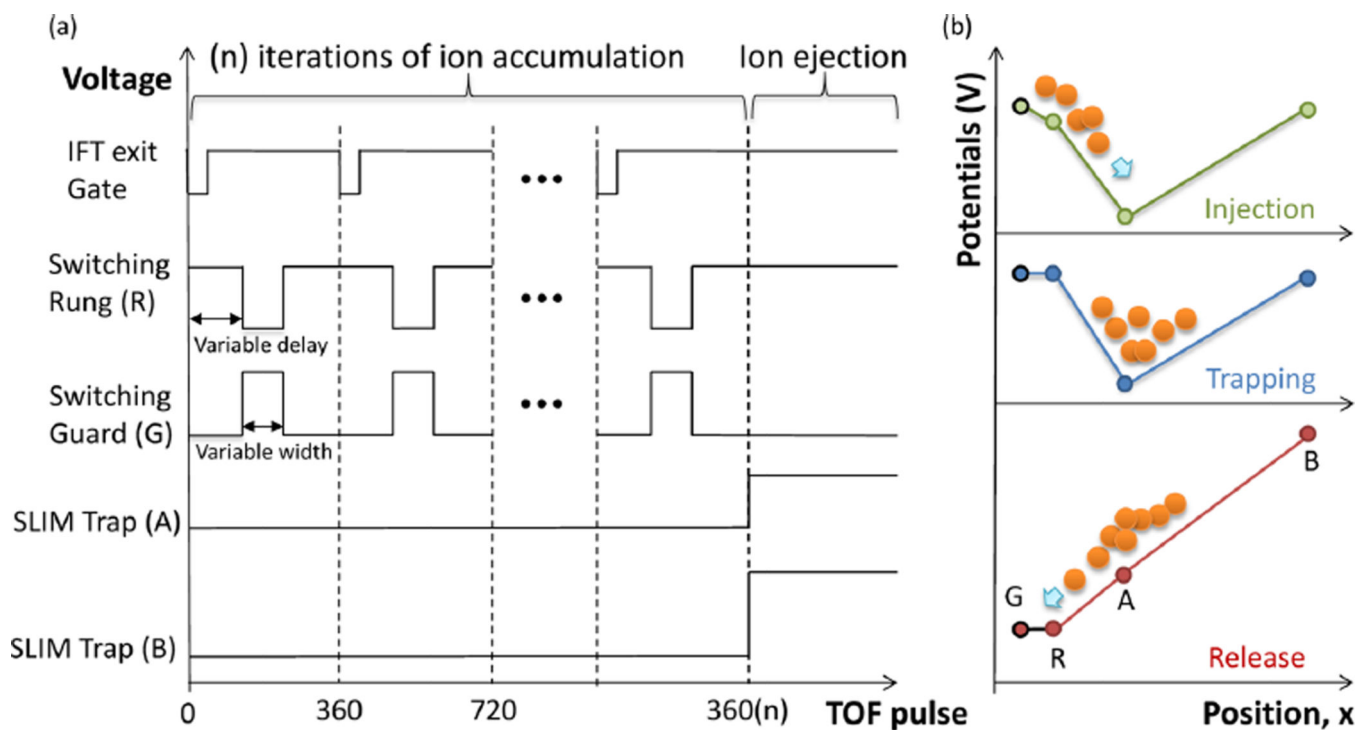 (a)
(n) iterations of ion accumulation
Ion ejection
Voltage
IFT exit
Gate
Switching
Rung (R)
Variable delay
Switching
Guard (G)
Variable width
SLIM Trap (A)
SLIM Trap (B)
0
360
720
360(n)
TOF pulse
(b)
Potentials (V)
Injection
Trapping
B
A
G
R
Release
Position, x